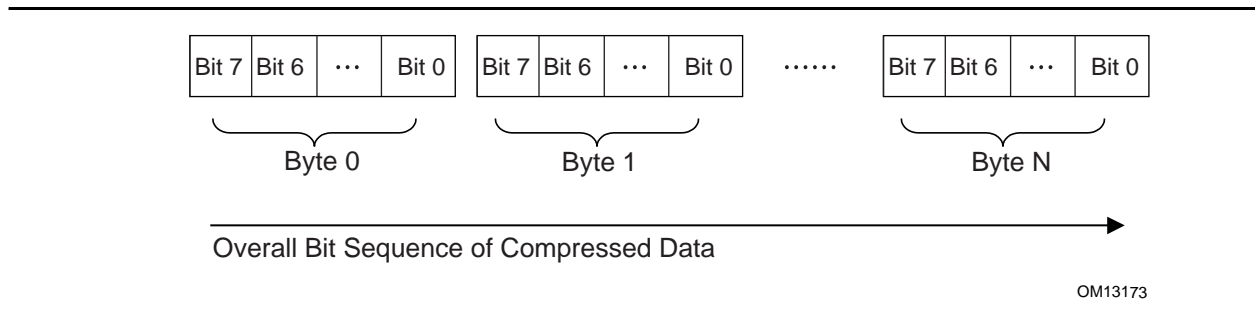 Bit 7 Bit 6 ... Bit 0 Bit 7 Bit 6 ... Bit 0 ...... Bit 7 Bit 6 ... Bit 0
Byte 0 Byte 1 Byte N
Overall Bit Sequence of Compressed Data
OM13173